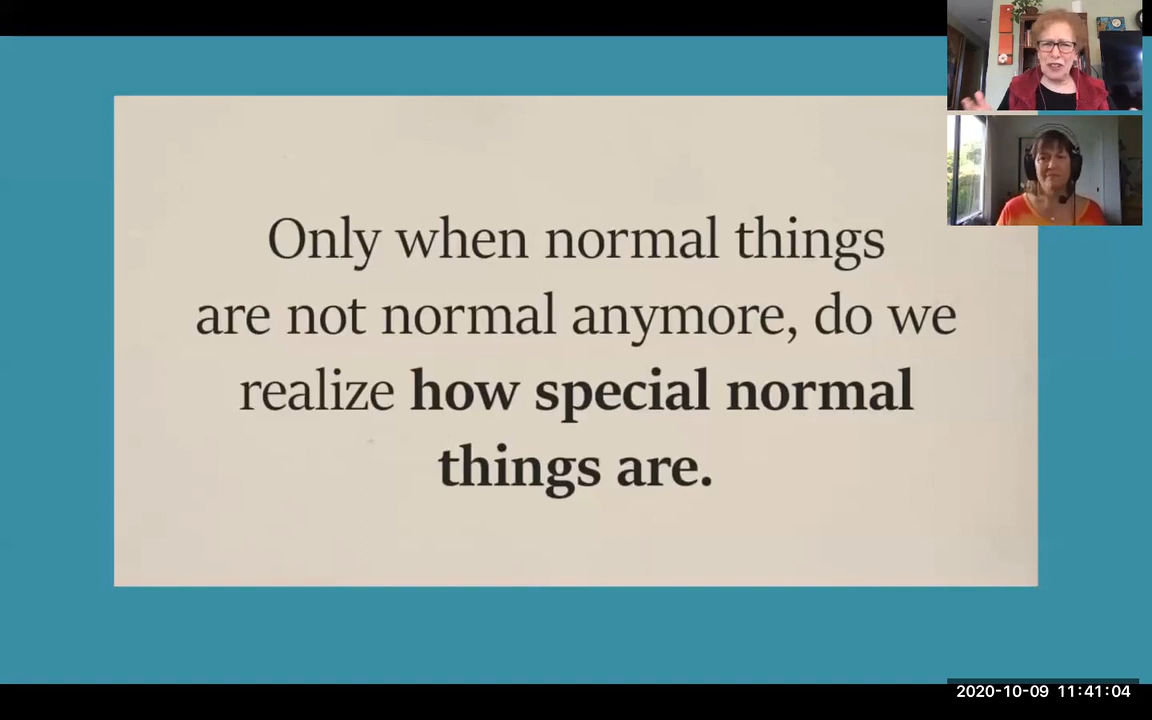 Only when normal things
are not normal anymore, do we
realize how special normal
things are.
2020-10-09 11:41:04